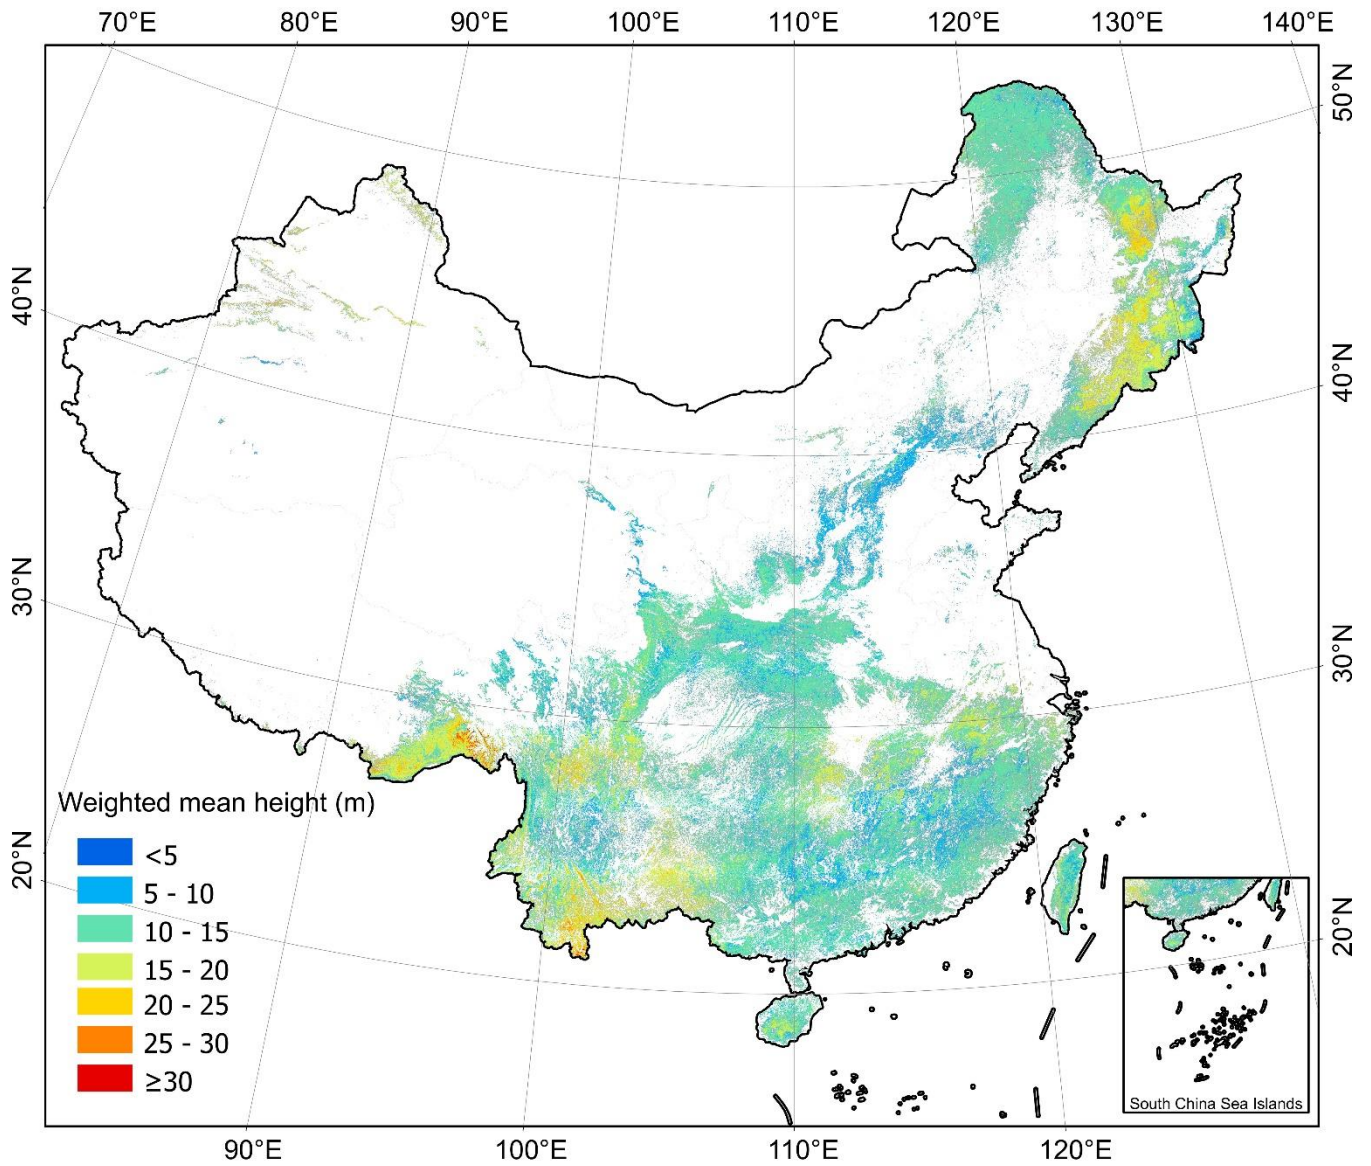 70°E 80°E 90°E 100°E 110°E 120°E 130°E 140°E
50°N
40°N
40°N
30°N
30°N
20°N
20°N
Weighted mean height (m)
<5
5 - 10
10 - 15
15 - 20
20 - 25
25 - 30
≥30
South China Sea Islands
90°E 100°E 110°E 120°E